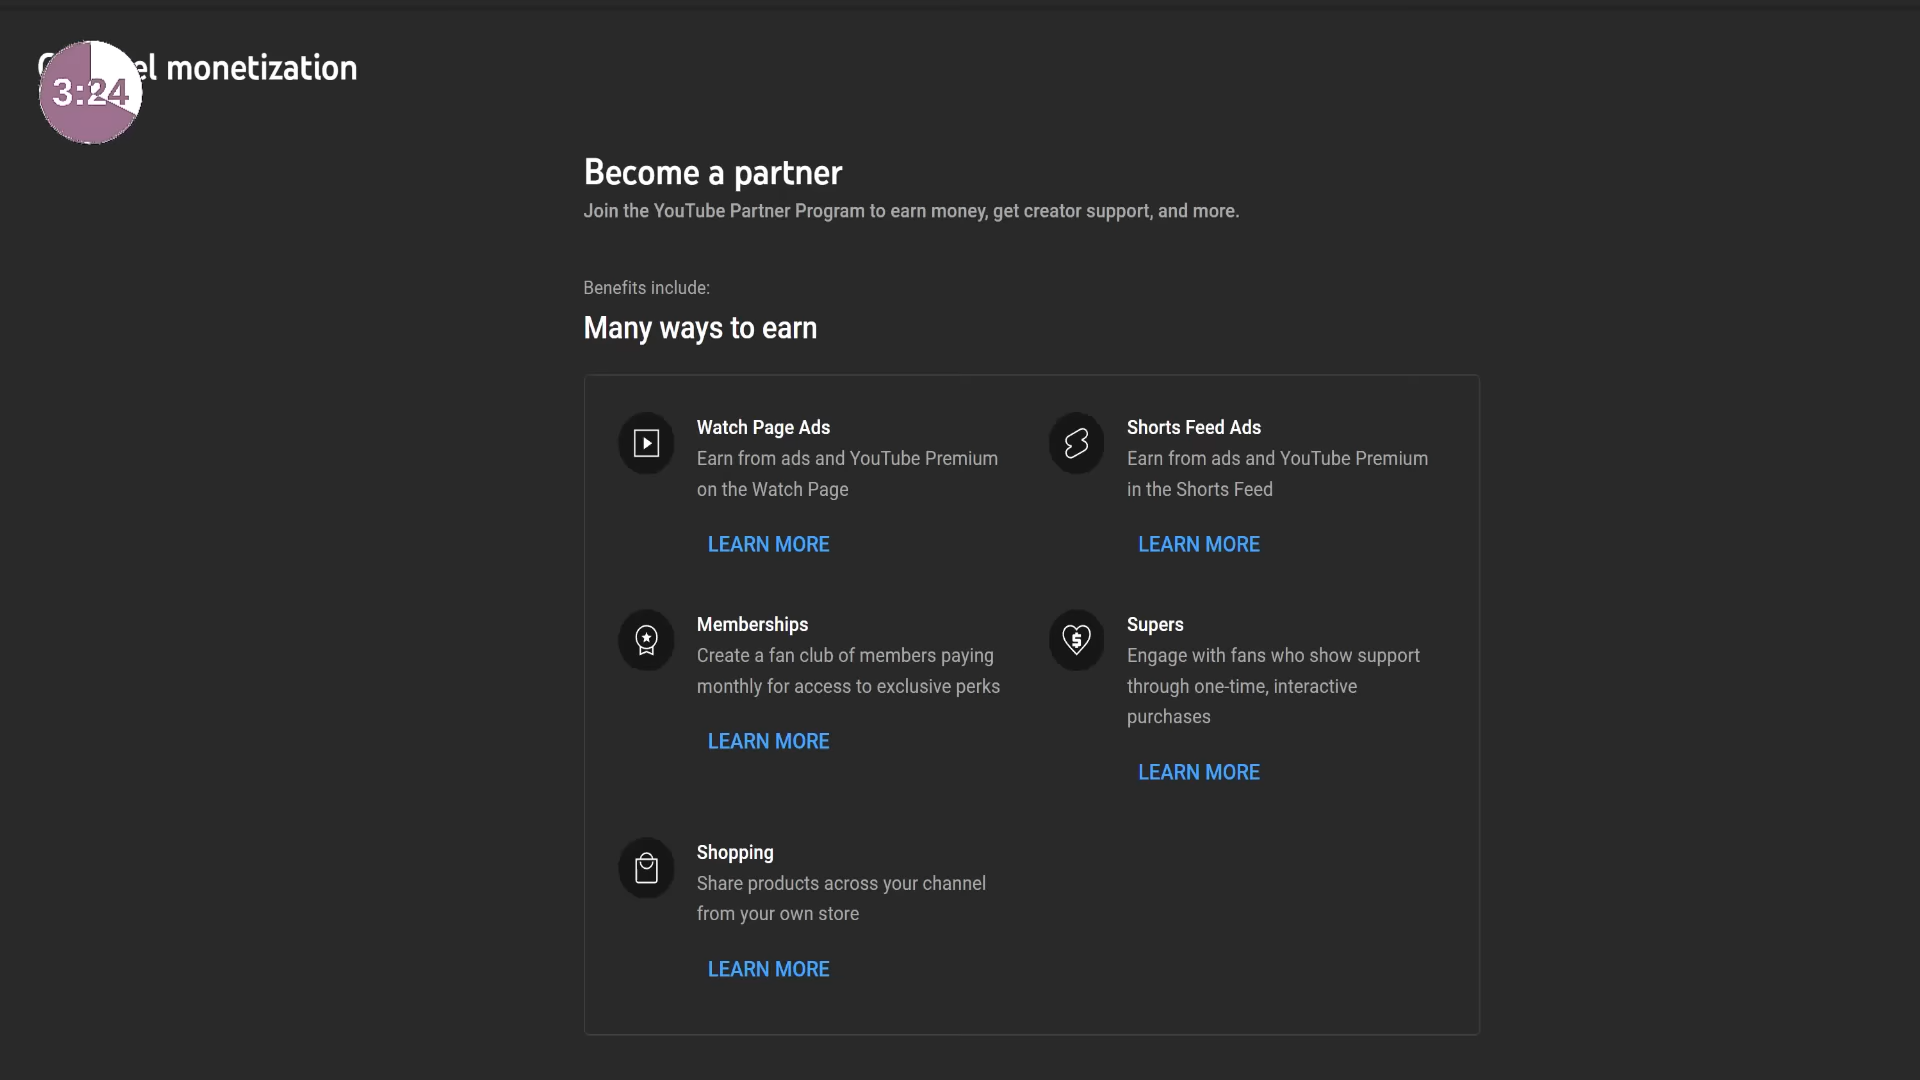 el monetization
3:24
Become a partner
Join the YouTube Partner Program to earn money, get creator support, and more.
Benefits include:
Many ways to earn
Watch Page Ads
Earn from ads and YouTube Premium
on the Watch Page
LEARN MORE
Shorts Feed Ads
Earn from ads and YouTube Premium
in the Shorts Feed
LEARN MORE
Memberships
Create a fan club of members paying
monthly for access to exclusive perks
LEARN MORE
Supers
Engage with fans who show support
through one-time, interactive
purchases
LEARN MORE
Shopping
Share products across your channel
from your own store
LEARN MORE